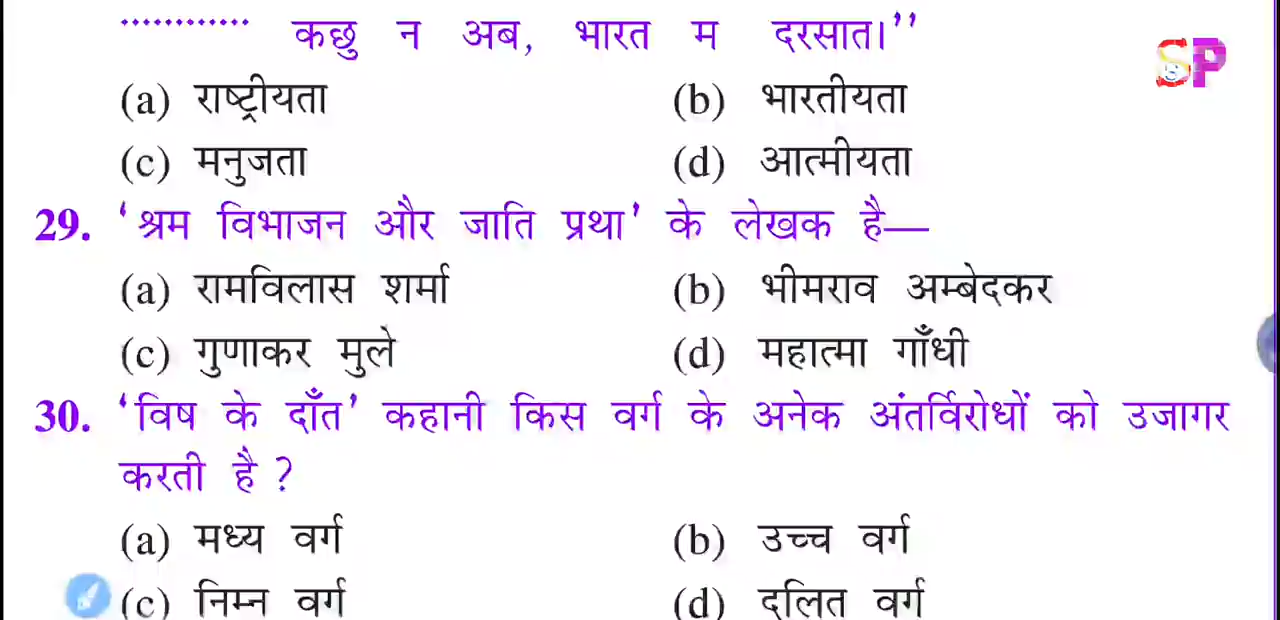 ············ कछु न अब, भारत म दरसात।’’
SP
(a) राष्ट्रीयता (b) भारतीयता
(c) मनुजता (d) आत्मीयता
29. ‘श्रम विभाजन और जाति प्रथा’ के लेखक है—
(a) रामविलास शर्मा (b) भीमराव अम्बेदकर
(c) गुणाकर मुले (d) महात्मा गाँधी
30. ‘विष के दाँत’ कहानी किस वर्ग के अनेक अंतर्विरोधों को उजागर
करती है ?
(a) मध्य वर्ग (b) उच्च वर्ग
(c) निम्न वर्ग (d) दलित वर्ग